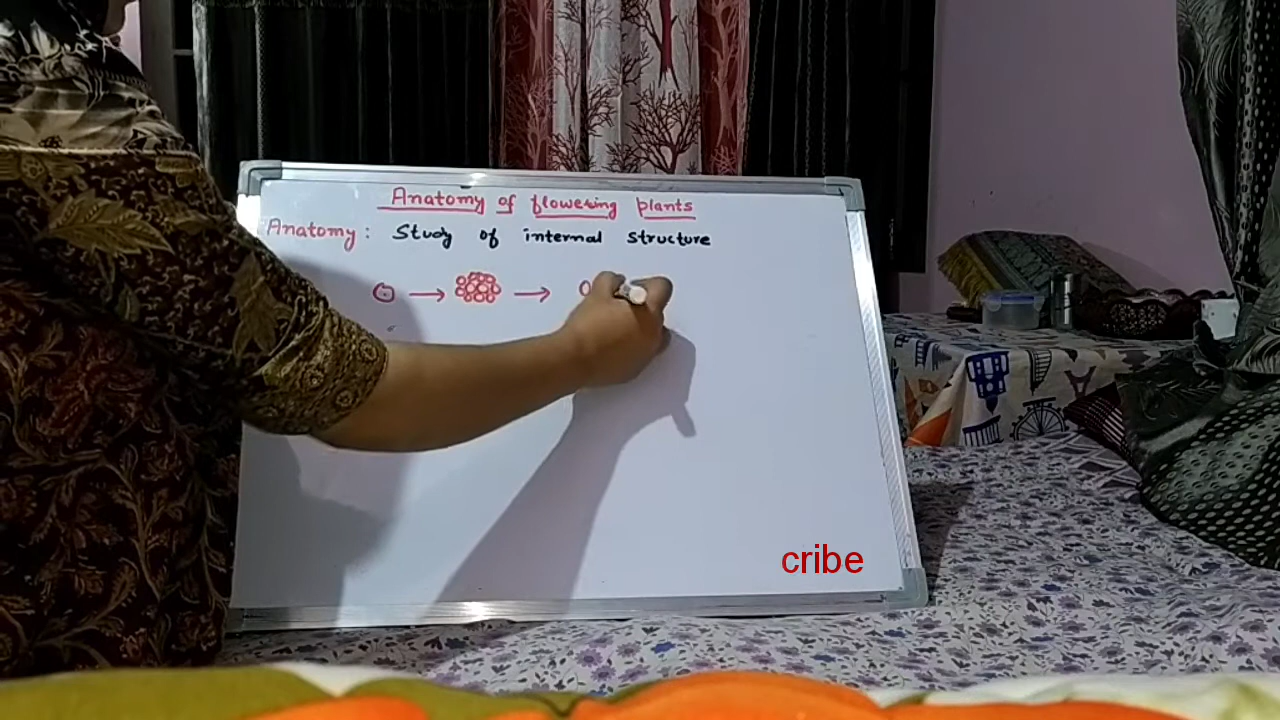 Anatomy of flowering plants
Anatomy: Study of internal structure
cribe